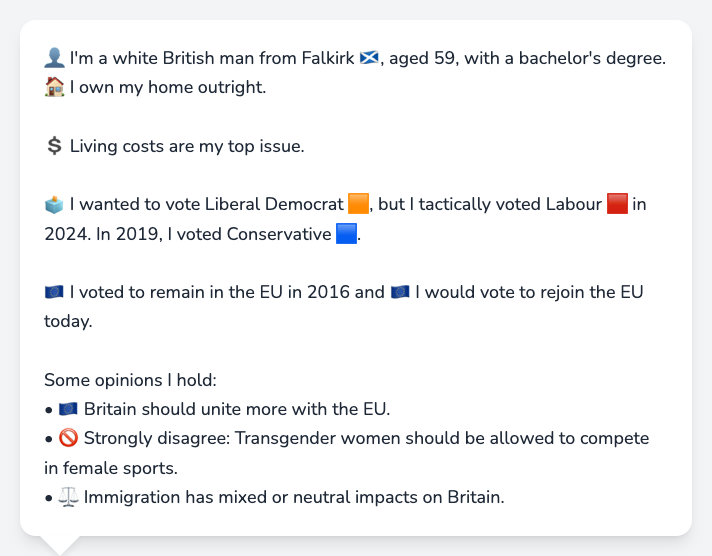 👤 I'm a white British man from Falkirk 🏴󠁧󠁢󠁳󠁣󠁴󠁿, aged 59, with a bachelor's degree.
🏠 I own my home outright.
💲 Living costs are my top issue.
🗳️ I wanted to vote Liberal Democrat 🟧, but I tactically voted Labour 🟥 in
2024. In 2019, I voted Conservative 🟦.
🇪🇺 I voted to remain in the EU in 2016 and 🇪🇺 I would vote to rejoin the EU
today.
Some opinions I hold:
• 🇪🇺 Britain should unite more with the EU.
• 🚫 Strongly disagree: Transgender women should be allowed to compete
in female sports.
• ⚖️ Immigration has mixed or neutral impacts on Britain.